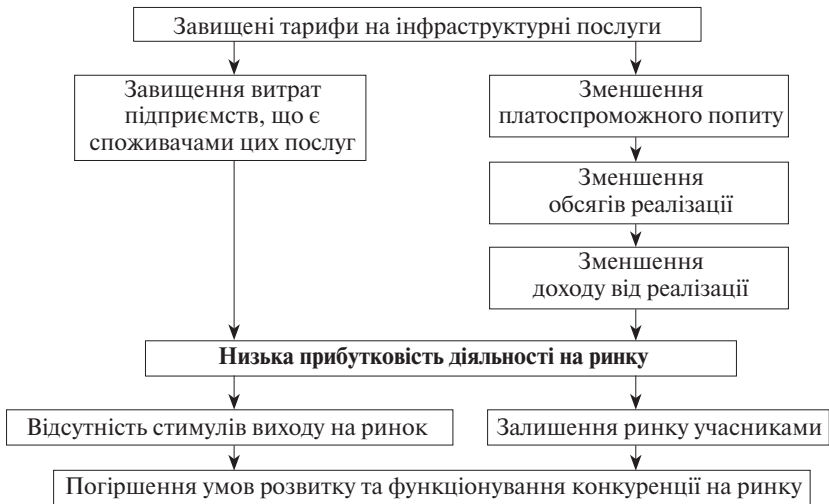 Завищені тарифи на інфраструктурні послуги
Завищення витрат
підприємств, що є
споживачами цих послуг
Зменшення
платоспроможного попиту
Зменшення
обсягів реалізації
Зменшення
доходу від реалізації
Низька прибутковість діяльності на ринку
Відсутність стимулів виходу на ринок
Залишення ринку учасниками
Погіршення умов розвитку та функціонування конкуренції на ринку